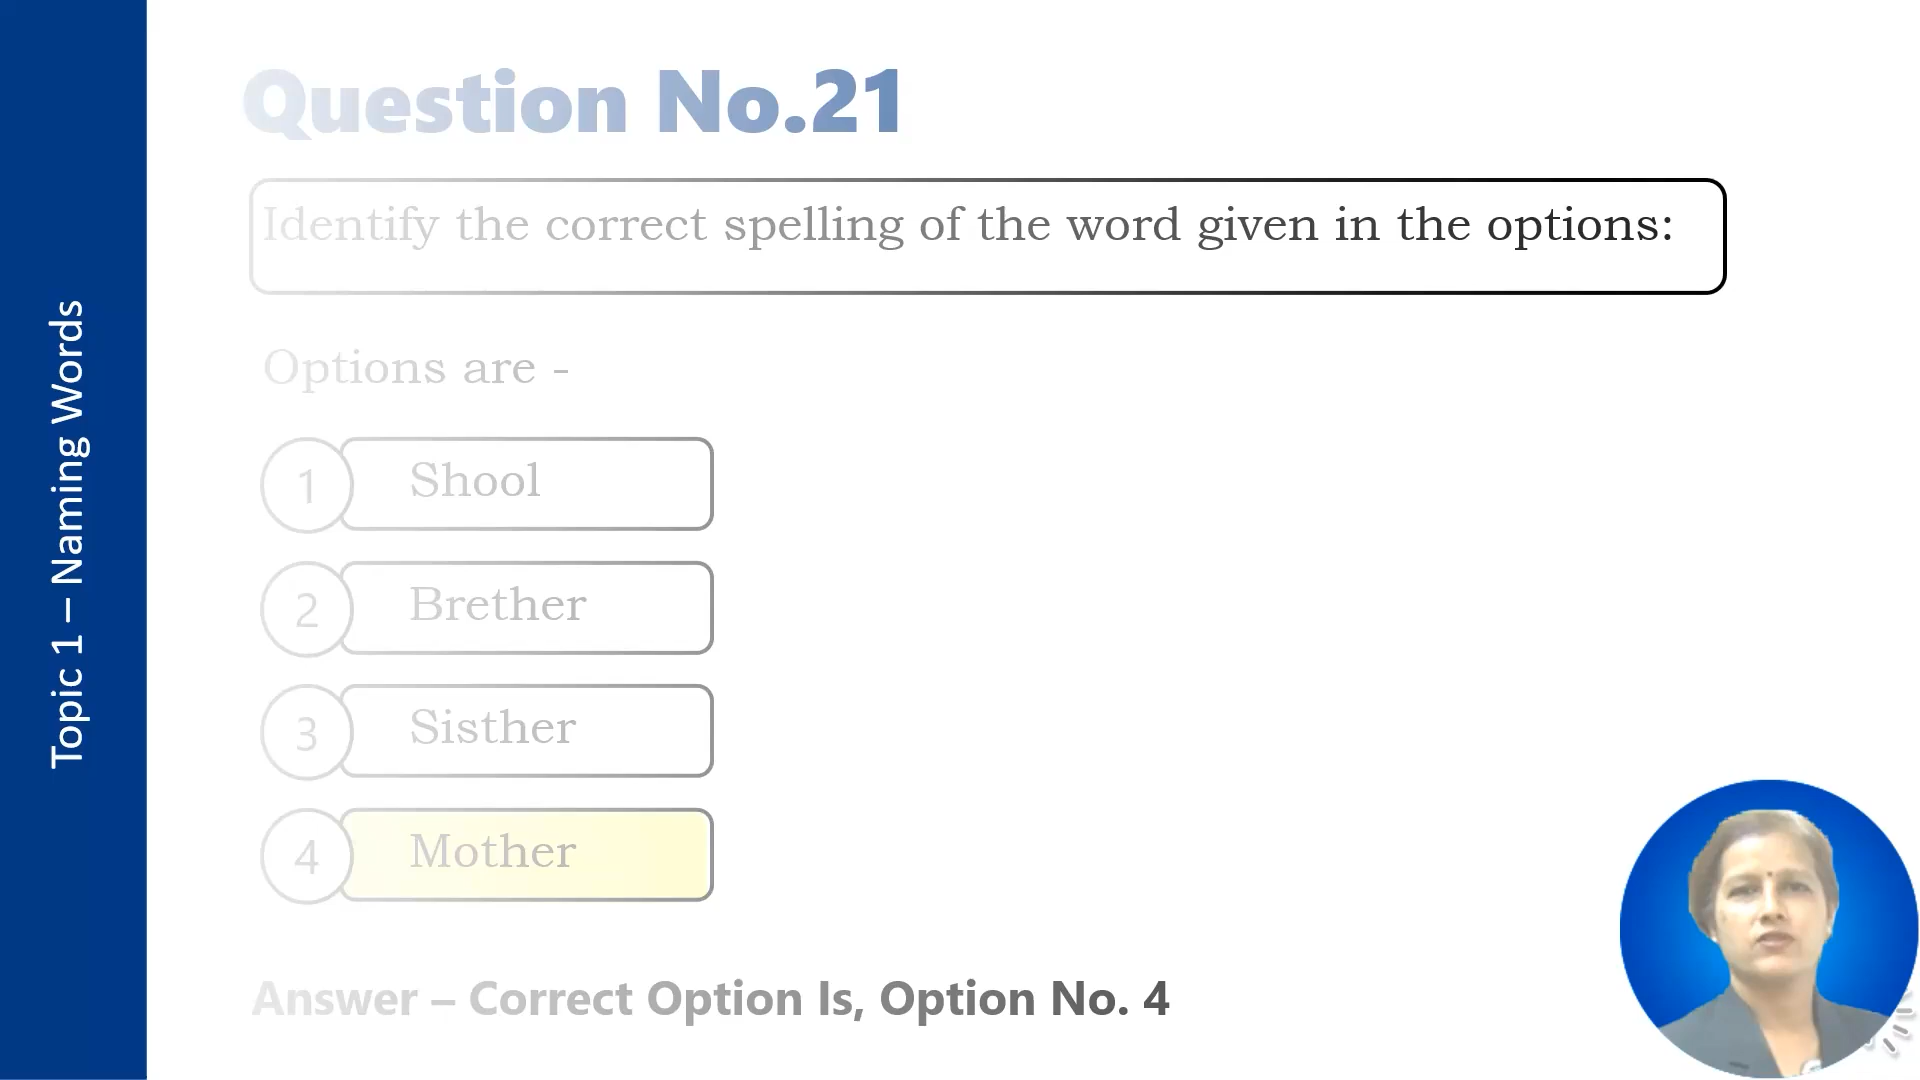 Topic 1 – Naming Words
Question No.21
Identify the correct spelling of the word given in the options:
Options are -
1 Shool
2 Brether
3 Sisther
4 Mother
Answer – Correct Option Is, Option No. 4